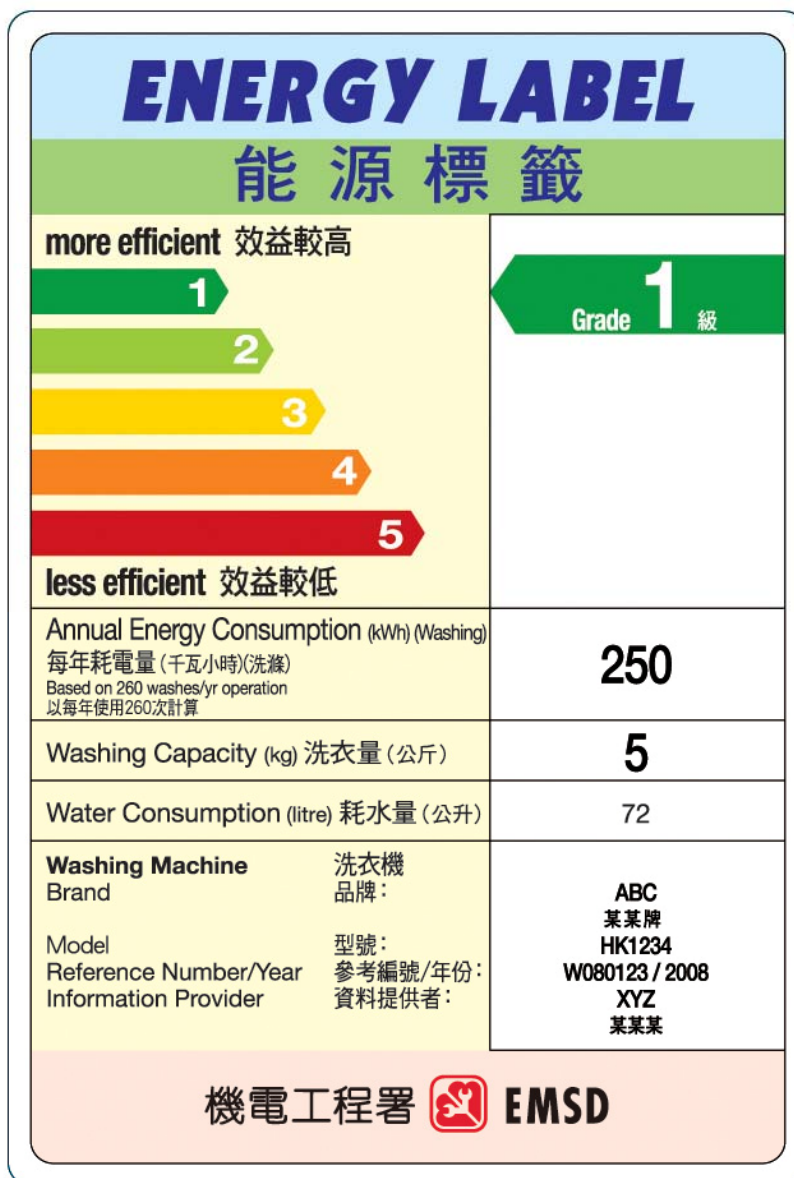 ENERGY LABEL
能源標籤
more efficient 效益較高
1
2
3
4
5
less efficient 效益較低
Grade 1 級
Annual Energy Consumption (kWh) (Washing)
每年耗電量 (千瓦小時)(洗滌)
Based on 260 washes/yr operation
以每年使用260次計算
250
Washing Capacity (kg) 洗衣量 (公斤)
5
Water Consumption (litre) 耗水量 (公升)
72
Washing Machine 洗衣機
Brand 品牌: ABC
某某牌
Model 型號: HK1234
Reference Number/Year 參考編號/年份: W080123 / 2008
Information Provider 資料提供者: XYZ
某某某
機電工程署 EMSD